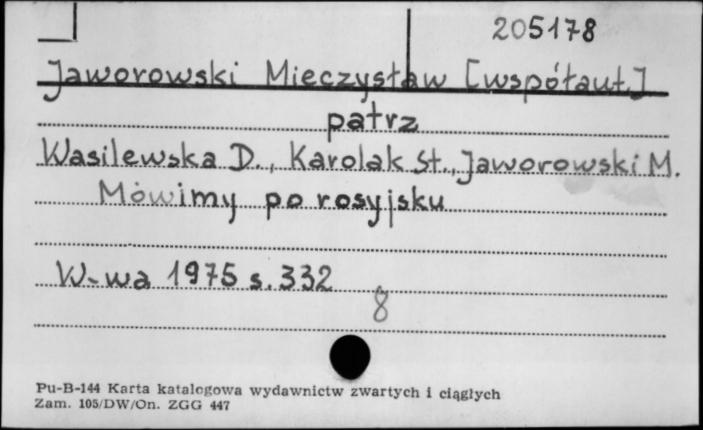 205178
Jaworowski Mieczysław [współaut.]
patrz
Wasilewska D., Karolak St., Jaworowski M.
Mówimy po rosyjsku
W-wa 1975 s. 332
8
Pu-B-144 Karta katalogowa wydawnictw zwartych i ciągłych
Zam. 105/DW/On. ZGG 447